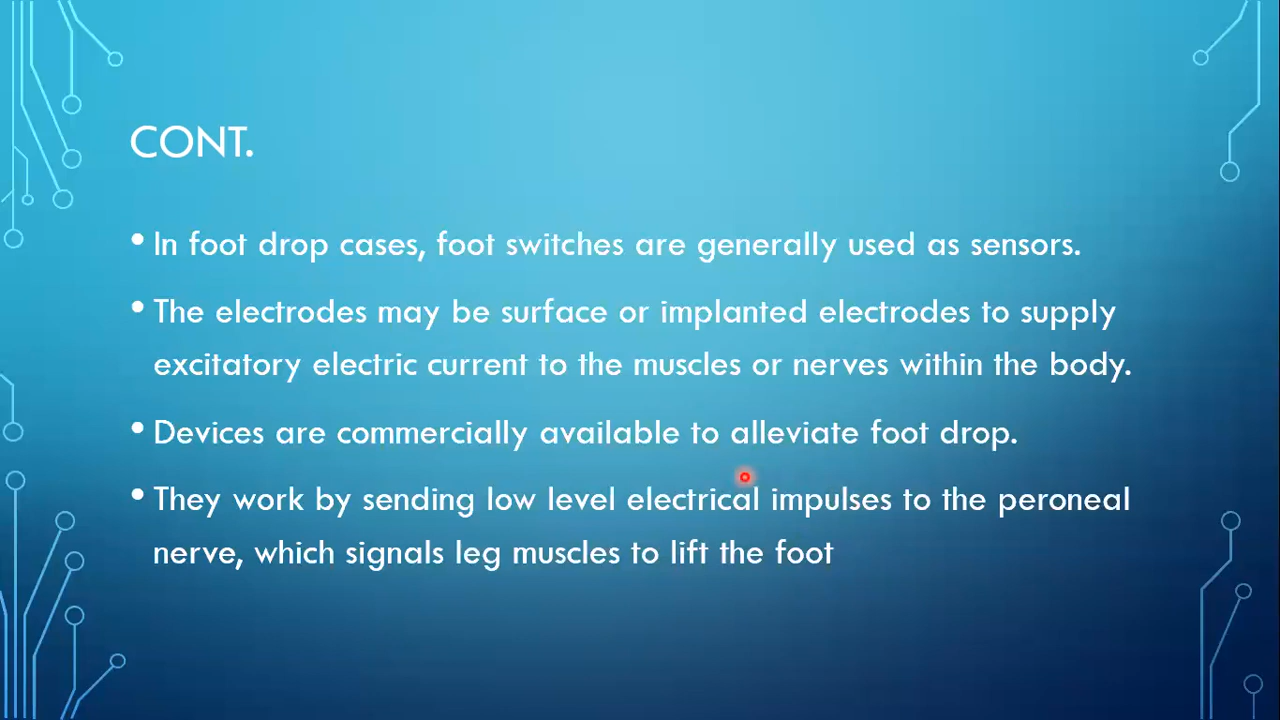 CONT.
• In foot drop cases, foot switches are generally used as sensors.
• The electrodes may be surface or implanted electrodes to supply
excitatory electric current to the muscles or nerves within the body.
• Devices are commercially available to alleviate foot drop.
• They work by sending low level electrical impulses to the peroneal
nerve, which signals leg muscles to lift the foot